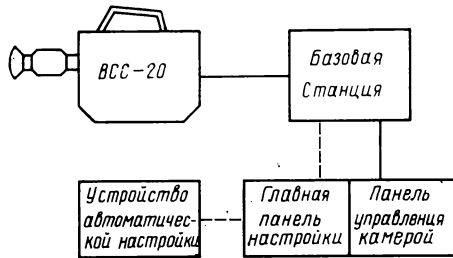 ВСС-20
Базовая
Станция
Устройство
автоматичес-
кой настройки
Главная
панель
настройки
Панель
управления
камерой